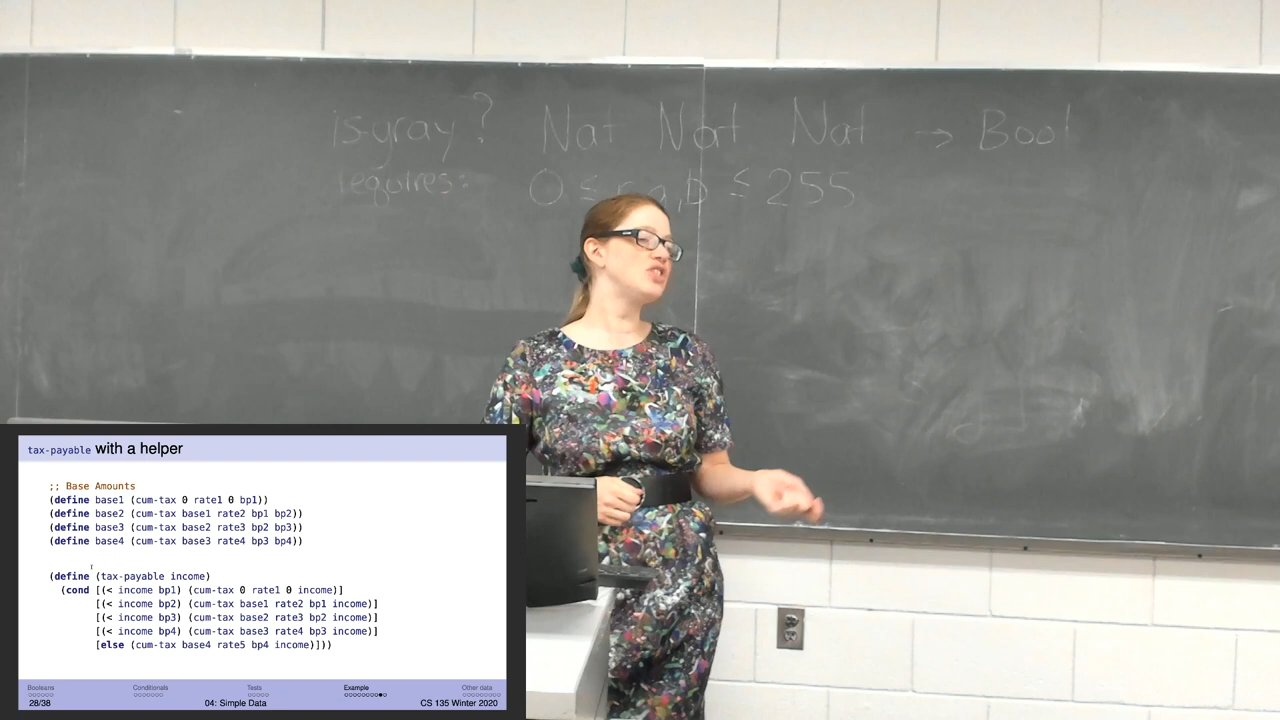 is-gray? Nat Nat Nat → Bool
requires: 0 ≤ r,g,b ≤ 255
tax-payable with a helper
;; Base Amounts
(define base1 (cum-tax 0 rate1 0 bp1))
(define base2 (cum-tax base1 rate2 bp1 bp2))
(define base3 (cum-tax base2 rate3 bp2 bp3))
(define base4 (cum-tax base3 rate4 bp3 bp4))
(define (tax-payable income)
(cond [(< income bp1) (cum-tax 0 rate1 0 income)]
[(< income bp2) (cum-tax base1 rate2 bp1 income)]
[(< income bp3) (cum-tax base2 rate3 bp2 income)]
[(< income bp4) (cum-tax base3 rate4 bp3 income)]
[else (cum-tax base4 rate5 bp4 income)]))
Booleans Conditionals Tests Example Other data
28/38 04: Simple Data CS 135 Winter 2020